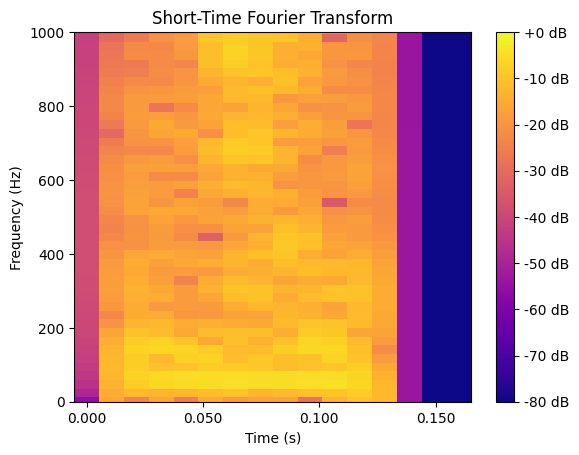 Short-Time Fourier Transform
Frequency (Hz)
1000
800
600
400
200
0
0.000
0.050
0.100
0.150
Time (s)
+0 dB
-10 dB
-20 dB
-30 dB
-40 dB
-50 dB
-60 dB
-70 dB
-80 dB